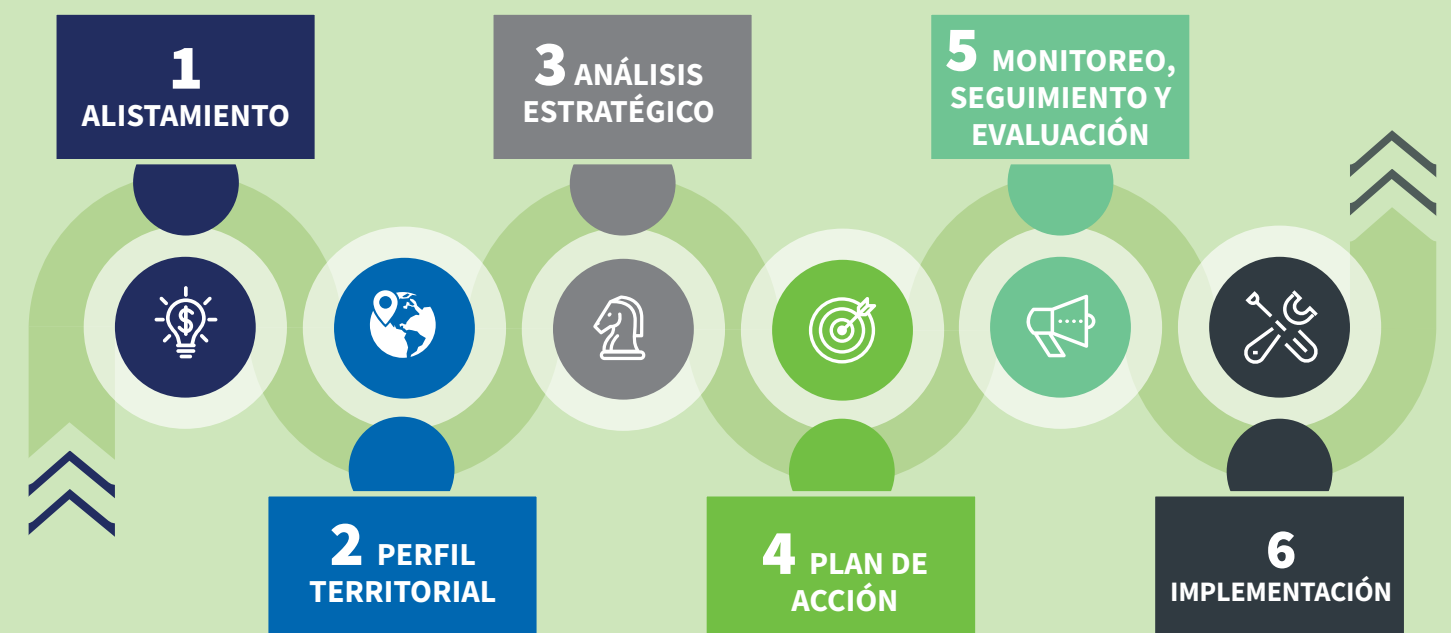 1
ALISTAMIENTO
2 PERFIL
TERRITORIAL
3 ANÁLISIS
ESTRATÉGICO
4 PLAN DE
ACCIÓN
5 MONITOREO,
SEGUIMIENTO Y
EVALUACIÓN
6
IMPLEMENTACIÓN
$